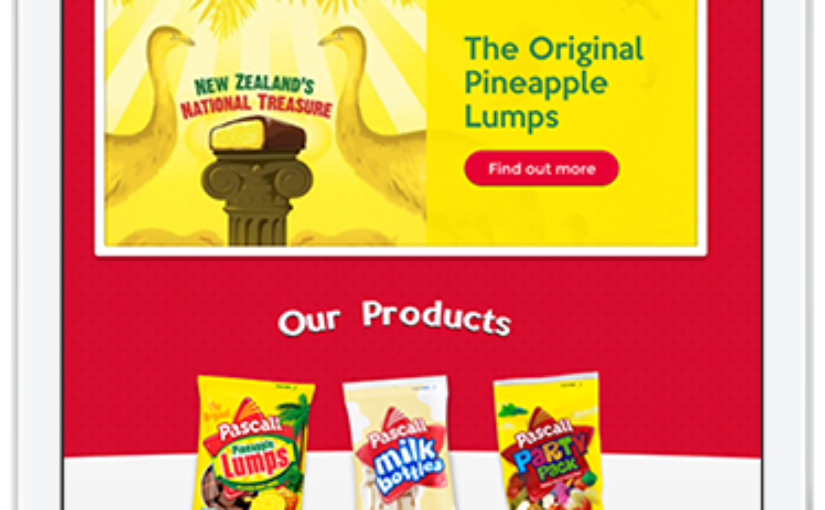 NEW ZEALAND'S
NATIONAL TREASURE
The Original
Pineapple
Lumps
Find out more
Our Products
Pascall
Pineapple
Lumps
Pascall
milk
bottles
Pascall
PARTY
PACK